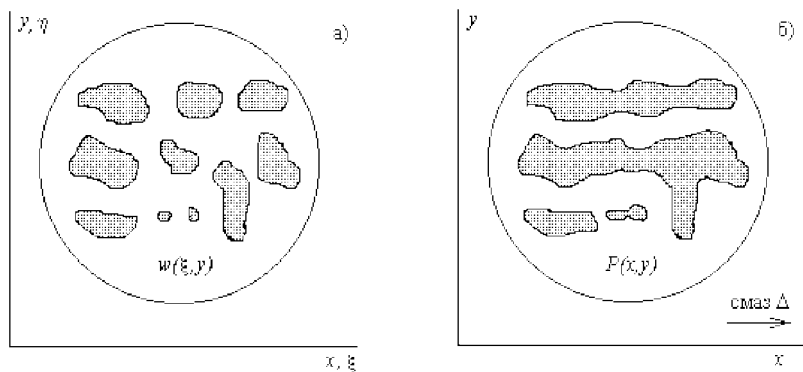 y, η
а)
w(ξ,y)
x, ξ
y
б)
P(x,y)
смаз Δ
x